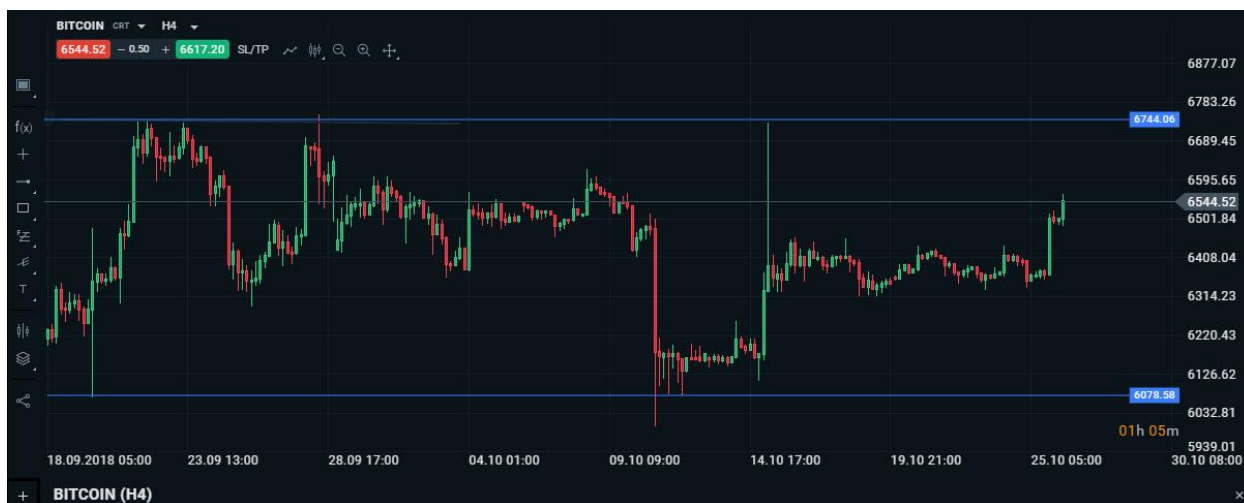 BITCOIN CRT H4
6544.52 − 0.50 + 6617.20 SL/TP
6877.07
6783.26
f(x)
6744.06
6689.45
6595.65
6544.52
6501.84
6408.04
T
6314.23
6220.43
6126.62
6078.58
6032.81
01h 05m
5939.01
18.09.2018 05:00 23.09 13:00 28.09 17:00 04.10 01:00 09.10 09:00 14.10 17:00 19.10 21:00 25.10 05:00 30.10 08:00
+ BITCOIN (H4) ×